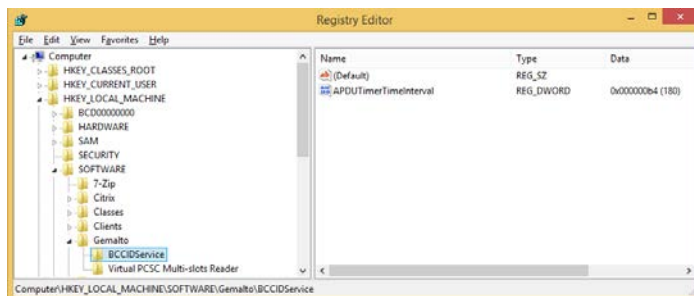 Registry Editor
File Edit View Favorites Help
Computer
HKEY_CLASSES_ROOT
HKEY_CURRENT_USER
HKEY_LOCAL_MACHINE
BCD00000000
HARDWARE
SAM
SECURITY
SOFTWARE
7-Zip
Citrix
Classes
Clients
Gemalto
BCCIDService
Virtual PCSC Multi-slots Reader
Name Type Data
(Default) REG_SZ
APDUTimerTimeInterval REG_DWORD 0x000000b4 (180)
Computer\HKEY_LOCAL_MACHINE\SOFTWARE\Gemalto\BCCIDService